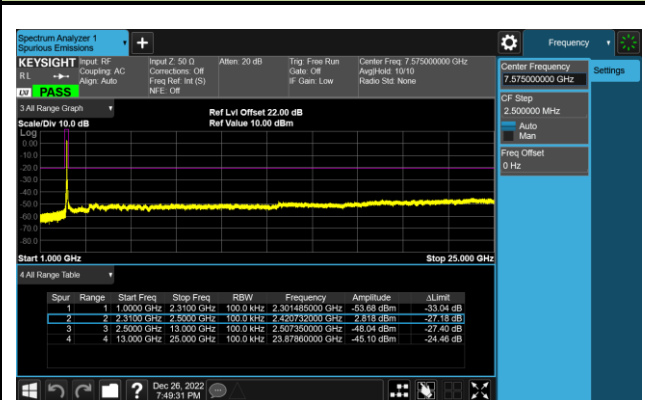 Spectrum Analyzer 1
Spurious Emissions
Frequency
KEYSIGHT
RL
LXI
PASS
Input: RF
Coupling: AC
Align: Auto
Input Z: 50 Ω
Corrections: Off
Freq Ref: Int (S)
NFE: Off
Atten: 20 dB
Trig: Free Run
Gate: Off
IF Gain: Low
Center Freq: 7.575000000 GHz
Avg|Hold: 10/10
Radio Std: None
Center Frequency
7.575000000 GHz
Settings
CF Step
2.500000 MHz
Auto
Man
Freq Offset
0 Hz
3 All Range Graph
Scale/Div 10.0 dB
Ref Lvl Offset 22.00 dB
Ref Value 10.00 dBm
Log
0.00
-10.0
-20.0
-30.0
-40.0
-50.0
-60.0
-70.0
-80.0
Start 1.000 GHz
Stop 25.000 GHz
4 All Range Table
Spur Range Start Freq Stop Freq RBW Frequency Amplitude ΔLimit
1 1 1.0000 GHz 2.3100 GHz 100.0 kHz 2.301485000 GHz -53.68 dBm -33.04 dB
2 2 2.3100 GHz 2.5000 GHz 100.0 kHz 2.420732000 GHz 2.818 dBm -27.18 dB
3 3 2.5000 GHz 13.000 GHz 100.0 kHz 2.507350000 GHz -48.04 dBm -27.40 dB
4 4 13.000 GHz 25.000 GHz 100.0 kHz 23.87860000 GHz -45.10 dBm -24.46 dB
Dec 26, 2022
7:49:31 PM